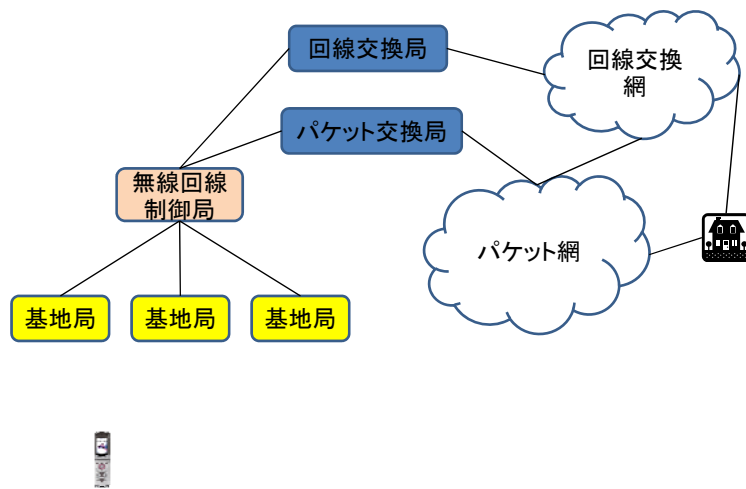 回線交換局
回線交換
網
パケット交換局
無線回線
制御局
パケット網
基地局
基地局
基地局